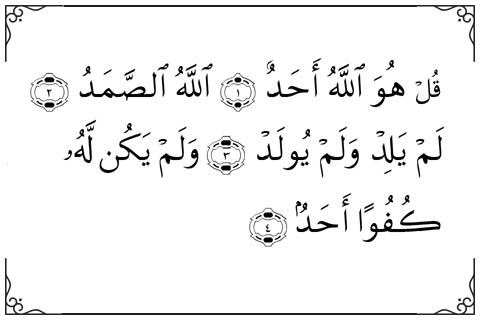 قُلْ هُوَ ٱللَّهُ أَحَدٌ ١ ٱللَّهُ ٱلصَّمَدُ ٢
لَمْ يَلِدْ وَلَمْ يُولَدْ ٣ وَلَمْ يَكُن لَّهُۥ
كُفُوًا أَحَدٌۢ ٤